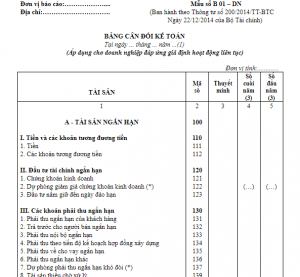 Đơn vị báo cáo:......................
Địa chỉ:..................................
Mẫu số B 01 – DN
(Ban hành theo Thông tư số 200/2014/TT-BTC
Ngày 22/12/2014 của Bộ Tài chính)
BẢNG CÂN ĐỐI KẾ TOÁN
Tại ngày ... tháng ... năm ...(1)
(Áp dụng cho doanh nghiệp đáp ứng giả định hoạt động liên tục)
Đơn vị tính:.............
TÀI SẢN Mã số Thuyết minh Số cuối năm (3) Số đầu năm (3)
1 2 3 4 5
A - TÀI SẢN NGẮN HẠN 100
I. Tiền và các khoản tương đương tiền 110
1. Tiền 111
2. Các khoản tương đương tiền 112
II. Đầu tư tài chính ngắn hạn 120
1. Chứng khoán kinh doanh 121
2. Dự phòng giảm giá chứng khoán kinh doanh (*) 122 (…) (…)
3. Đầu tư nắm giữ đến ngày đáo hạn 123
III. Các khoản phải thu ngắn hạn 130
1. Phải thu ngắn hạn của khách hàng 131
2. Trả trước cho người bán ngắn hạn 132
3. Phải thu nội bộ ngắn hạn 133
4. Phải thu theo tiến độ kế hoạch hợp đồng xây dựng 134
5. Phải thu về cho vay ngắn hạn 135
6. Phải thu ngắn hạn khác 136
7. Dự phòng phải thu ngắn hạn khó đòi (*) 137
8. Tài sản thiếu chờ xử lý 139